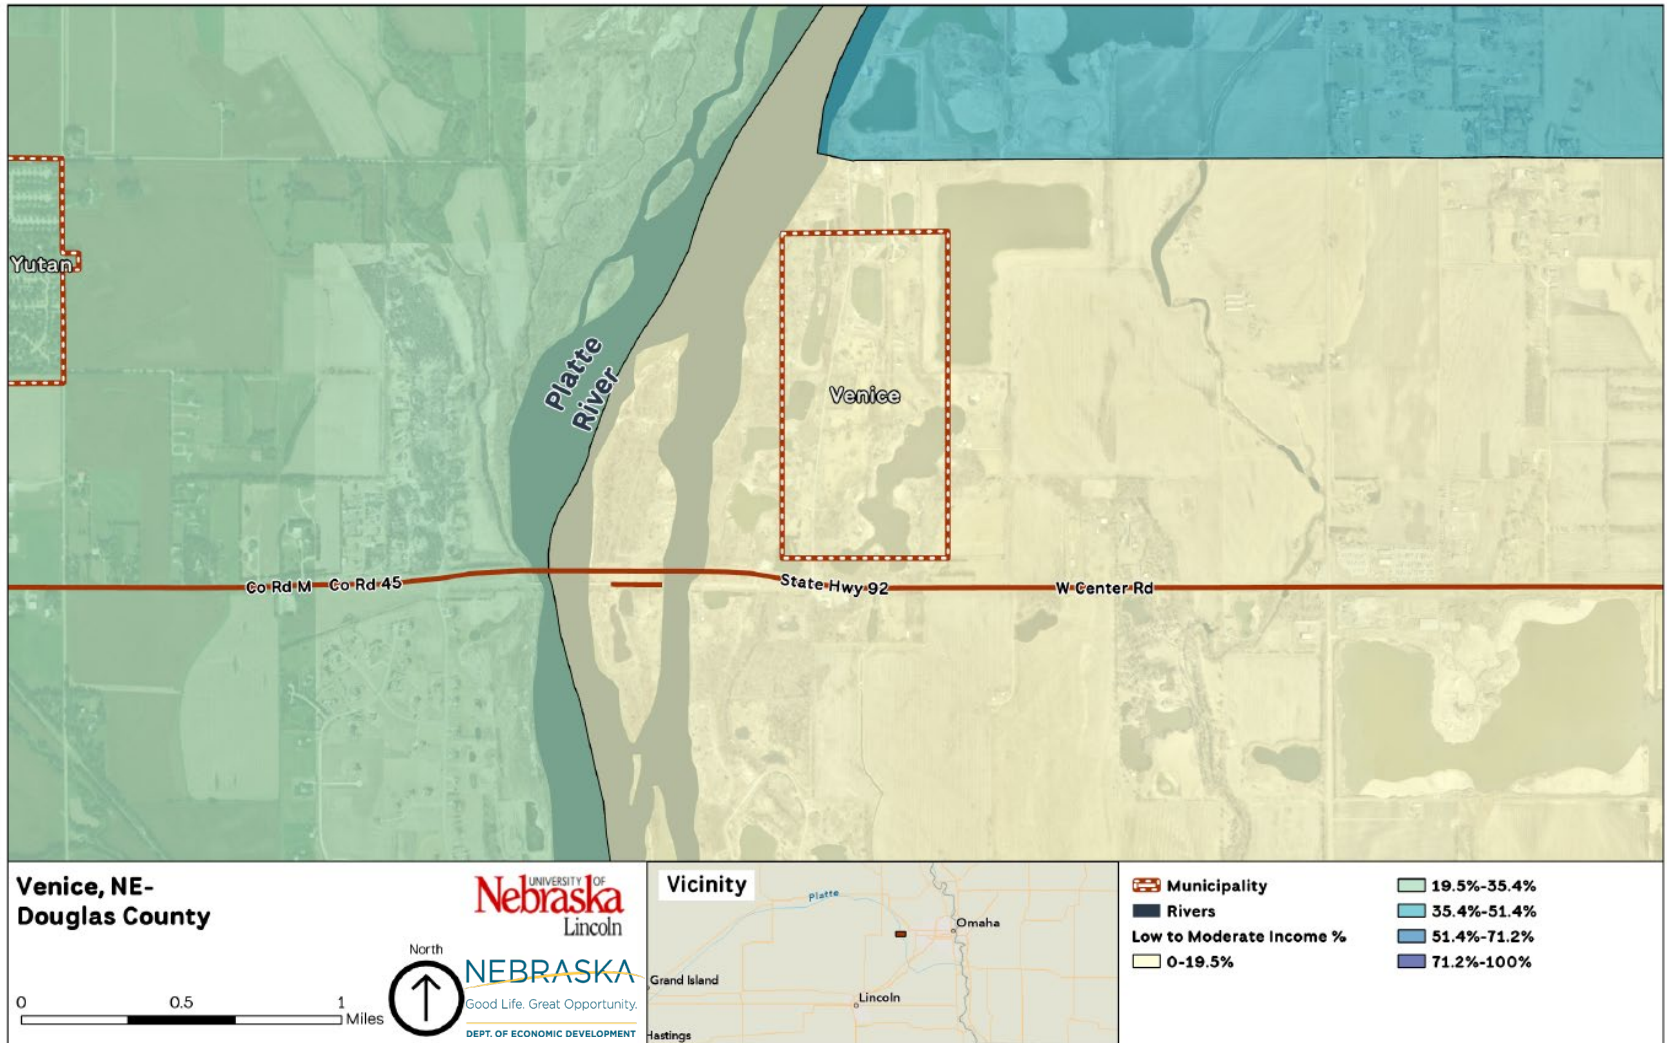 Yutan
Platte
River
Venice
Co Rd M
Co Rd 45
State Hwy 92
W Center Rd
Venice, NE-
Douglas County
UNIVERSITY OF
Nebraska
Lincoln
North
NEBRASKA
Good Life. Great Opportunity.
DEPT. OF ECONOMIC DEVELOPMENT
0 0.5 1
Miles
Vicinity
Platte
Omaha
Grand Island
Lincoln
Hastings
Municipality
Rivers
Low to Moderate Income %
0-19.5%
19.5%-35.4%
35.4%-51.4%
51.4%-71.2%
71.2%-100%